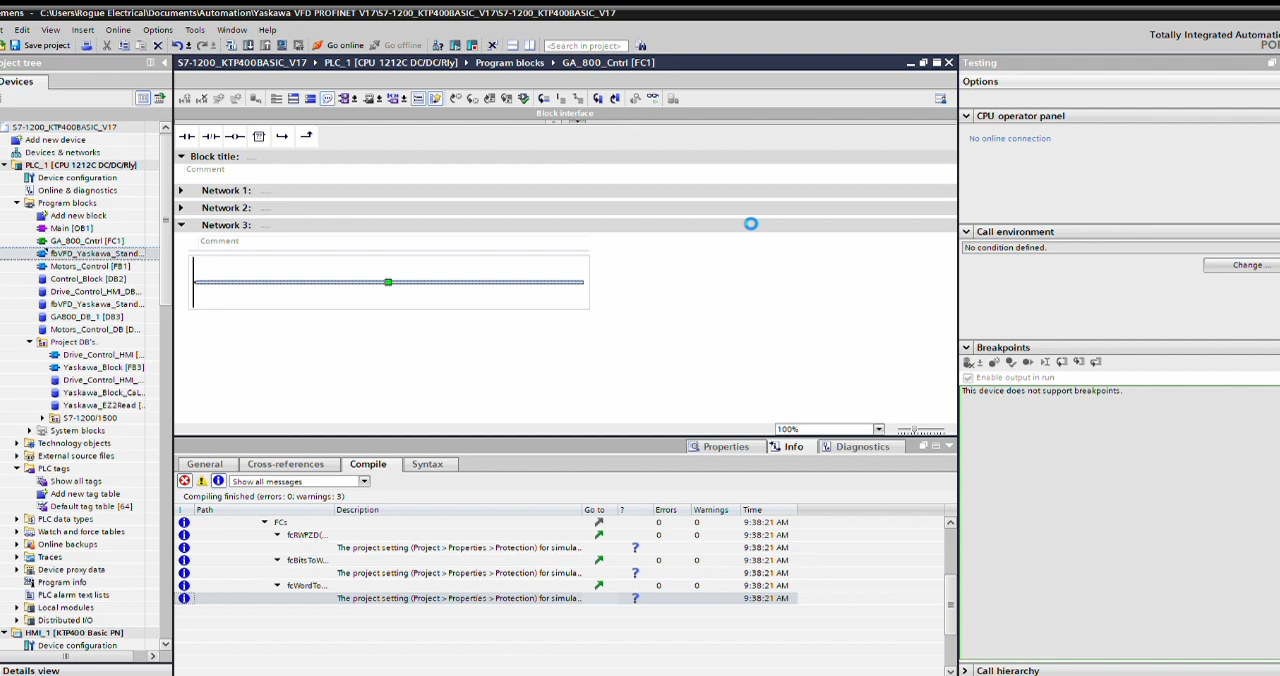 emens - C:\Users\Rogue Electrical\Documents\Automation\Yaskawa VFD PROFINET V17\S7-1200_KTP400BASIC_V17\S7-1200_KTP400BASIC_V17
t Edit View Insert Online Options Tools Window Help
Totally Integrated Automatio
PO
Save project Go online Go offline <Search in project>
oject tree
S7-1200_KTP400BASIC_V17 PLC_1 [CPU 1212C DC/DC/Rly] Program blocks GA_800_Cntrl [FC1]
Testing
Devices
Options
Block interface
CPU operator panel
No online connection
S7-1200_KTP400BASIC_V17
Add new device
Devices & networks
PLC_1 [CPU 1212C DC/DC/Rly]
Device configuration
Online & diagnostics
Program blocks
Add new block
Main [OB1]
GA_800_Cntrl [FC1]
fbVFD_Yaskawa_Stand...
Motors_Control [FB1]
Control_Block [DB2]
Drive_Control_HMI_DB...
fbVFD_Yaskawa_Stand...
GA800_DB_1 [DB3]
Motors_Control_DB [D...
Project DB's.
Drive_Control_HMI [...
Yaskawa_Block [FB3]
Drive_Control_HMI_...
Yaskawa_Block_CaL...
Yaskawa_EZ2Read [..
S7-1200/1500
System blocks
Technology objects
External source files
PLC tags
Show all tags
Add new tag table
Default tag table [64]
PLC data types
Watch and force tables
Online backups
Traces
Device proxy data
Program info
PLC alarm text lists
Local modules
Distributed I/O
HMI_1 [KTP400 Basic PN]
Device configuration
Details view
Block title: .....
Comment
Network 1: .....
Network 2: .....
Network 3: .....
Comment
100%
Properties Info Diagnostics
General Cross-references Compile Syntax
Show all messages
Compiling finished (errors: 0; warnings: 3)
! Path Description Go to ? Errors Warnings Time
FCs 0 0 9:38:21 AM
fcRWPZD(... 0 0 9:38:21 AM
The project setting (Project > Properties > Protection) for simula.. ? 9:38:21 AM
fcBitsToW... 0 0 9:38:21 AM
The project setting (Project > Properties > Protection) for simula.. ? 9:38:21 AM
fcWordTo... 0 0 9:38:21 AM
The project setting (Project > Properties > Protection) for simula.. ? 9:38:21 AM
Call environment
No condition defined.
Change ...
Breakpoints
Enable output in run
This device does not support breakpoints.
Call hierarchy